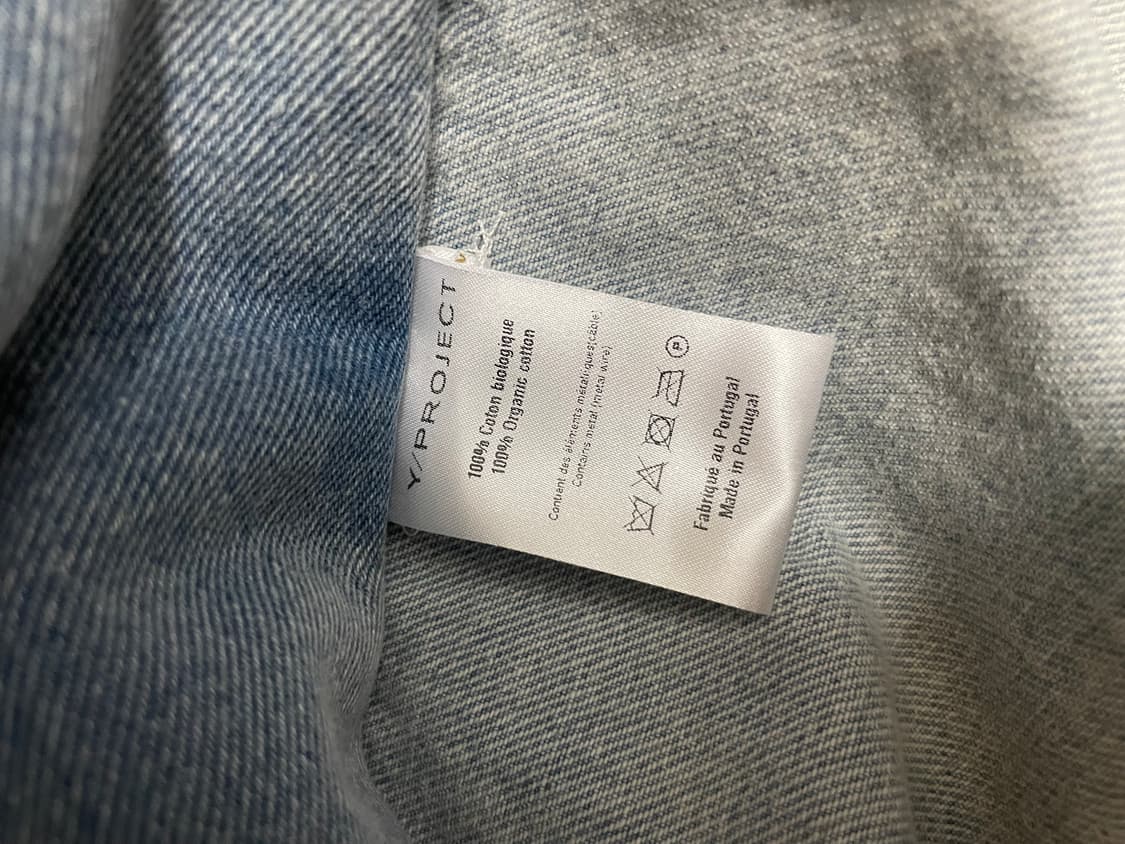 Y/PROJECT
100% Coton biologique
100% Organic cotton
Contient des éléments métalliques(câble)
Contains metal (metal wire)
P
Fabriqué au Portugal
Made in Portugal